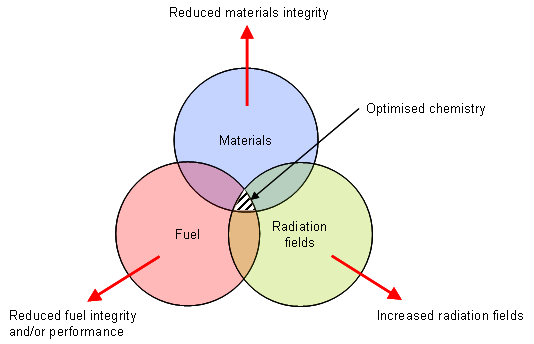 Reduced materials integrity
Optimised chemistry
Materials
Fuel
Radiation
fields
Reduced fuel integrity
and/or performance
Increased radiation fields